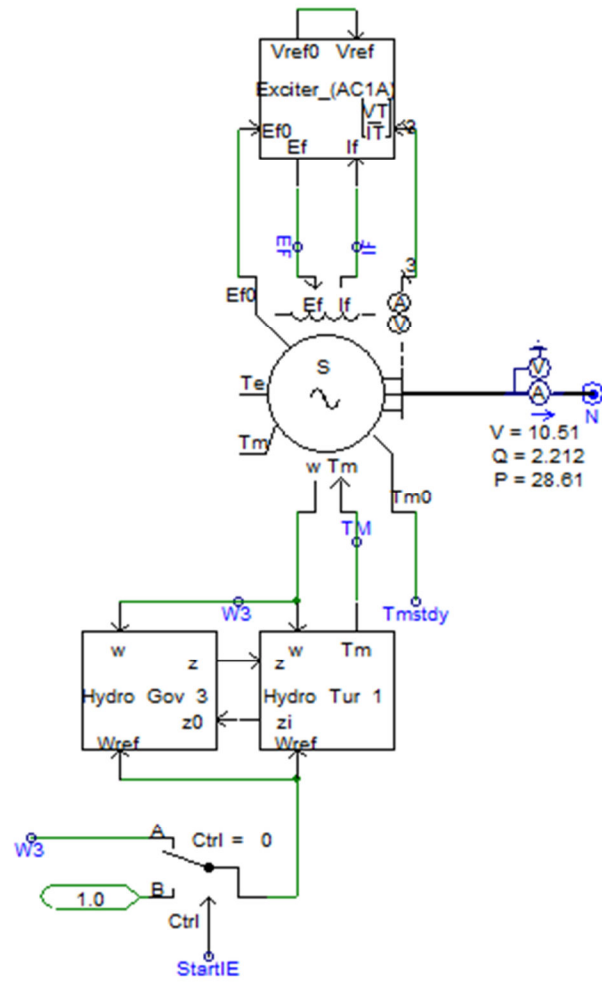 Vref0 Vref
Exciter_(AC1A)
VT
IT
Ef0
2
Ef If
EF
If
3
Ef0
Ef If
A
V
S
Te
Tm
V
A
N
V = 10.51
Q = 2.212
P = 28.61
w Tm
Tm0
TM
W3
Tmstdy
w
w Tm
z
z
Hydro Gov 3
Hydro Tur 1
z0
zi
Wref
Wref
A
Ctrl = 0
W3
B
1.0
Ctrl
StartIE